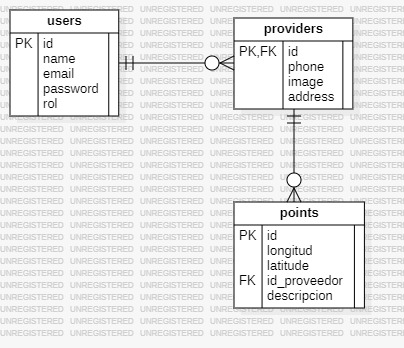 users
PK id
name
email
password
rol
providers
PK,FK id
phone
image
address
points
PK id
longitud
latitude
FK id_proveedor
descripcion
UNREGISTERED